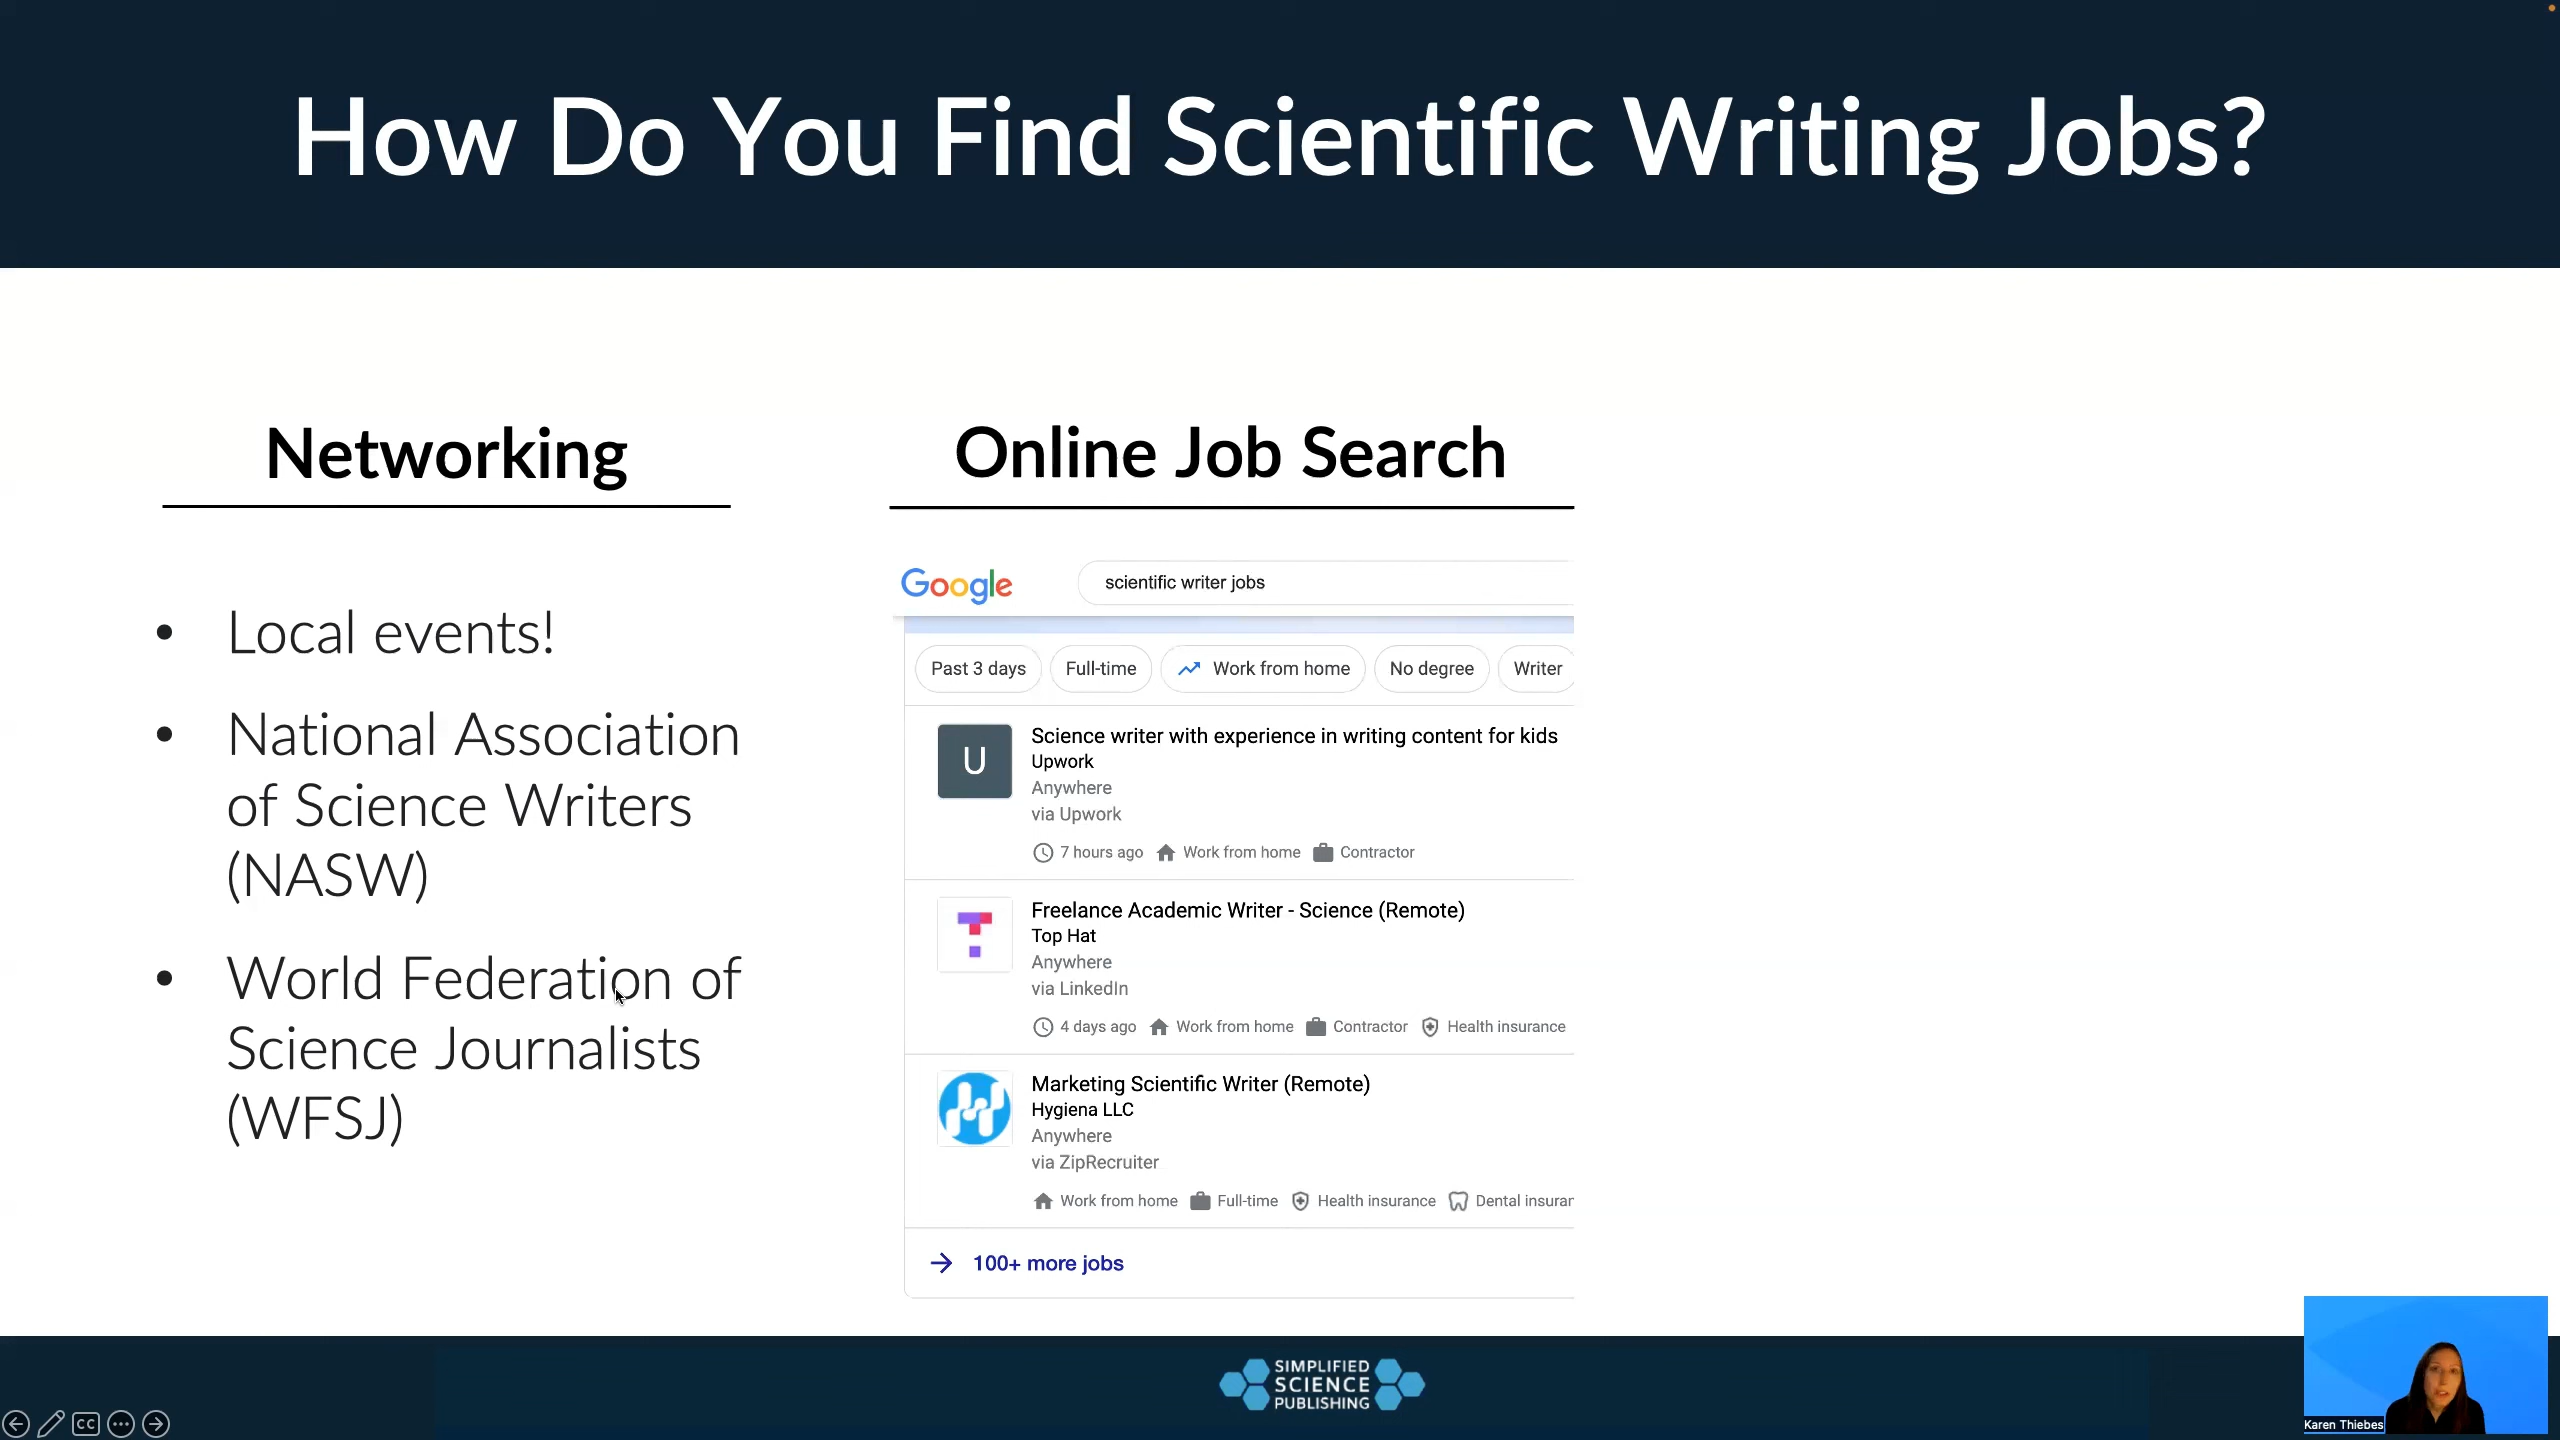 How Do You Find Scientific Writing Jobs?
Networking
• Local events!
• National Association
of Science Writers
(NASW)
• World Federation of
Science Journalists
(WFSJ)
Online Job Search
Google
scientific writer jobs
Past 3 days
Full-time
Work from home
No degree
Writer
U
Science writer with experience in writing content for kids
Upwork
Anywhere
via Upwork
7 hours ago Work from home Contractor
Freelance Academic Writer - Science (Remote)
Top Hat
Anywhere
via LinkedIn
4 days ago Work from home Contractor Health insurance
Marketing Scientific Writer (Remote)
Hygiena LLC
Anywhere
via ZipRecruiter
Work from home Full-time Health insurance Dental insuran
100+ more jobs
SIMPLIFIED
SCIENCE
PUBLISHING
CC
Karen Thiebes